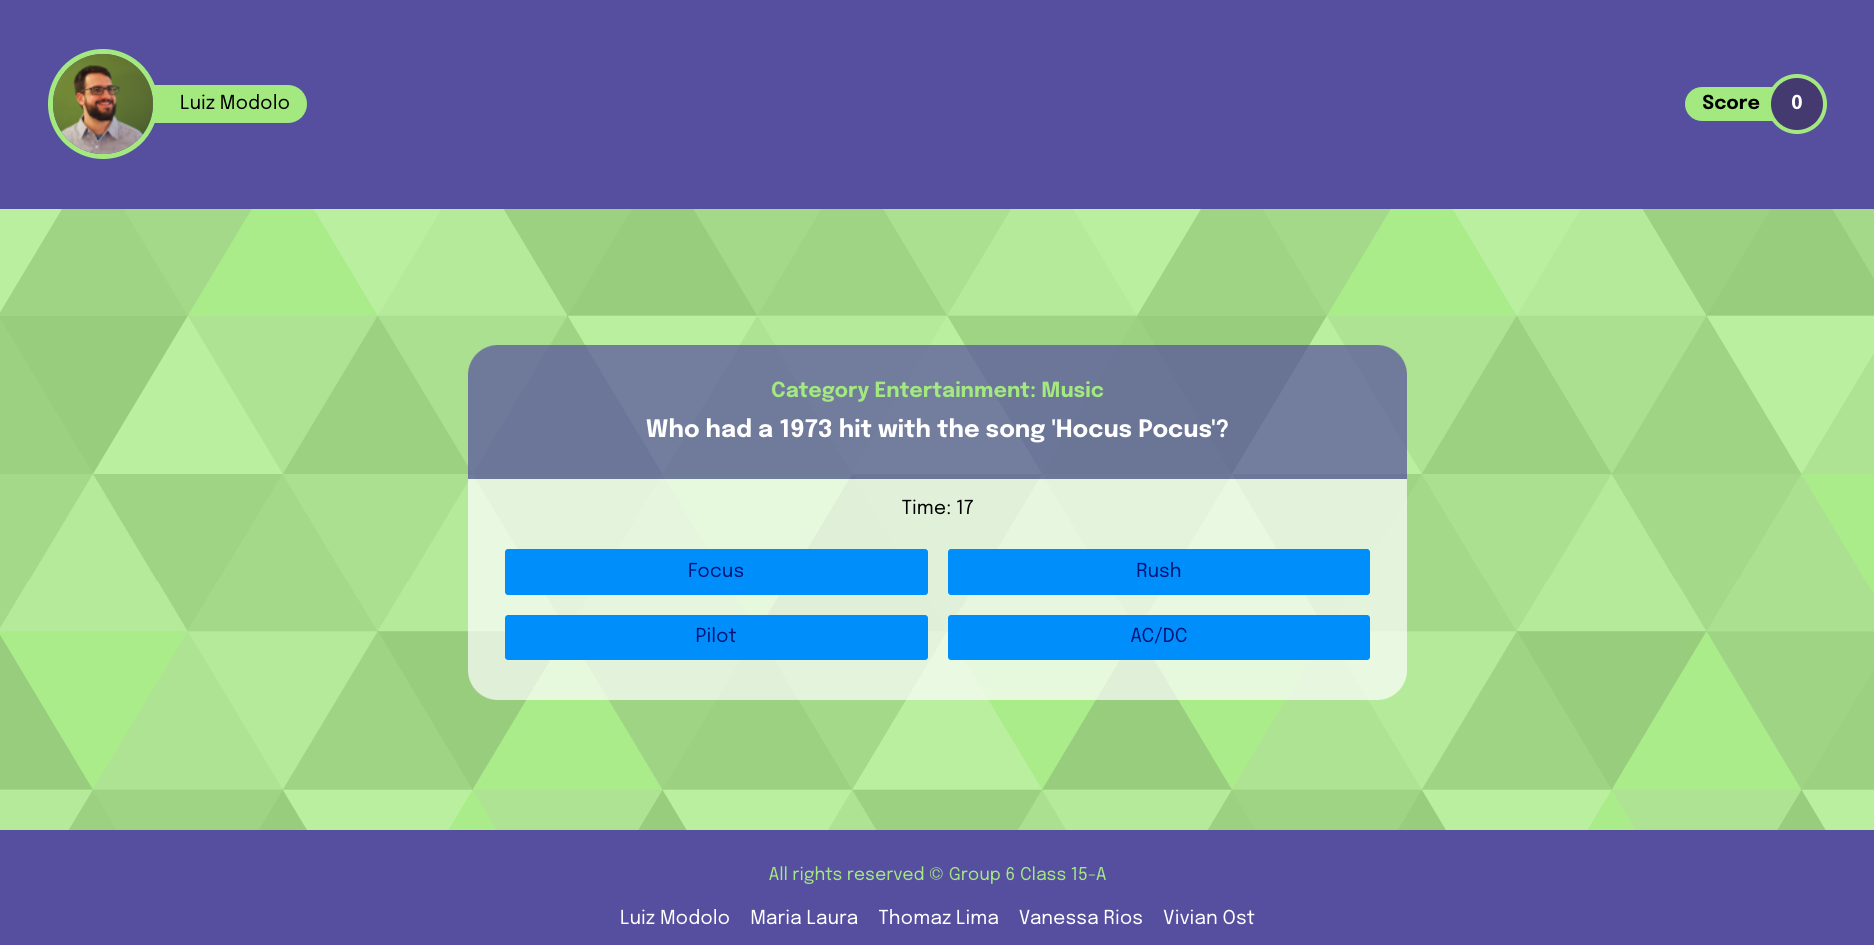 Luiz Modolo
Score 0
Category Entertainment: Music
Who had a 1973 hit with the song 'Hocus Pocus'?
Time: 17
Focus
Rush
Pilot
AC/DC
All rights reserved © Group 6 Class 15-A
Luiz Modolo Maria Laura Thomaz Lima Vanessa Rios Vivian Ost